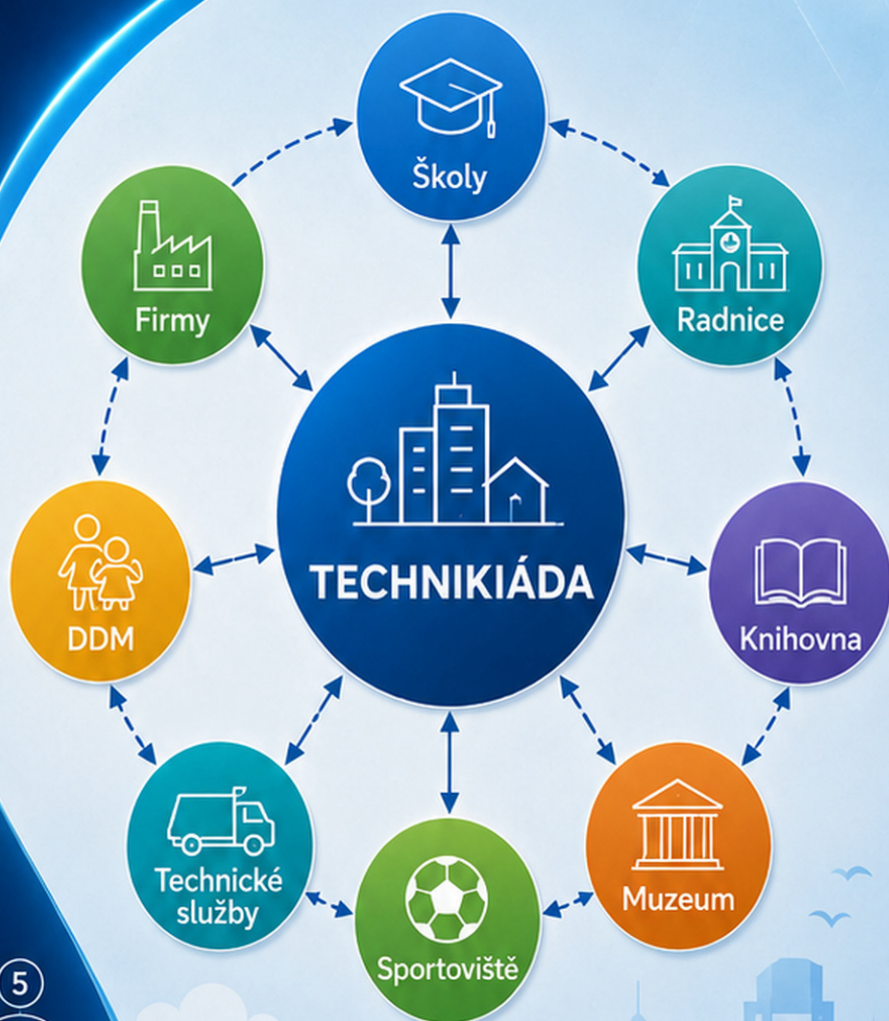 Školy
Firmy
Radnice
TECHNIKIÁDA
DDM
Knihovna
Technické
služby
Muzeum
Sportoviště
5